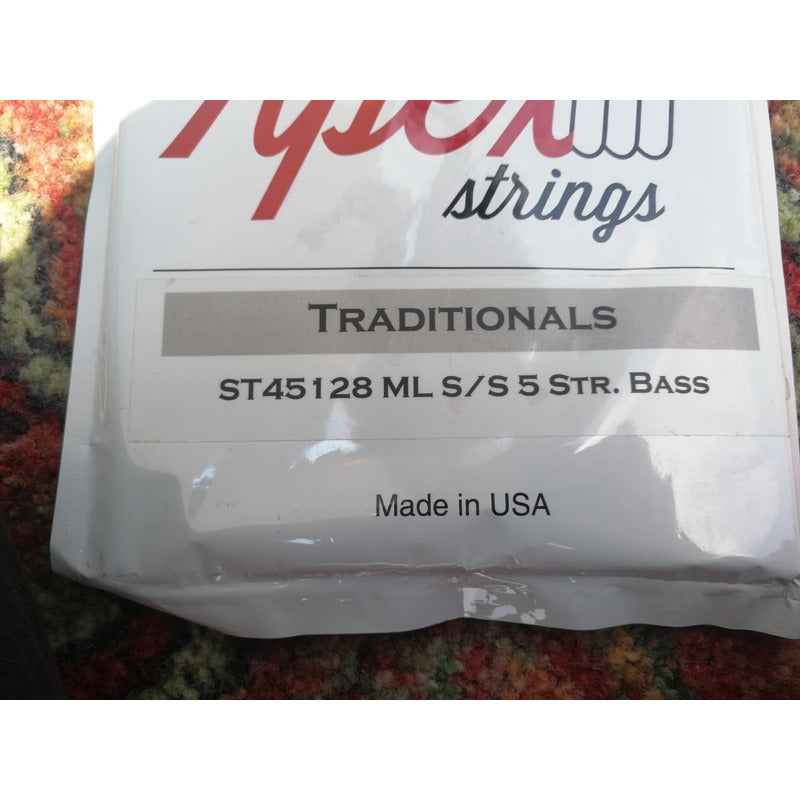 strings
TRADITIONALS
ST45128 ML S/S 5 STR. BASS
Made in USA